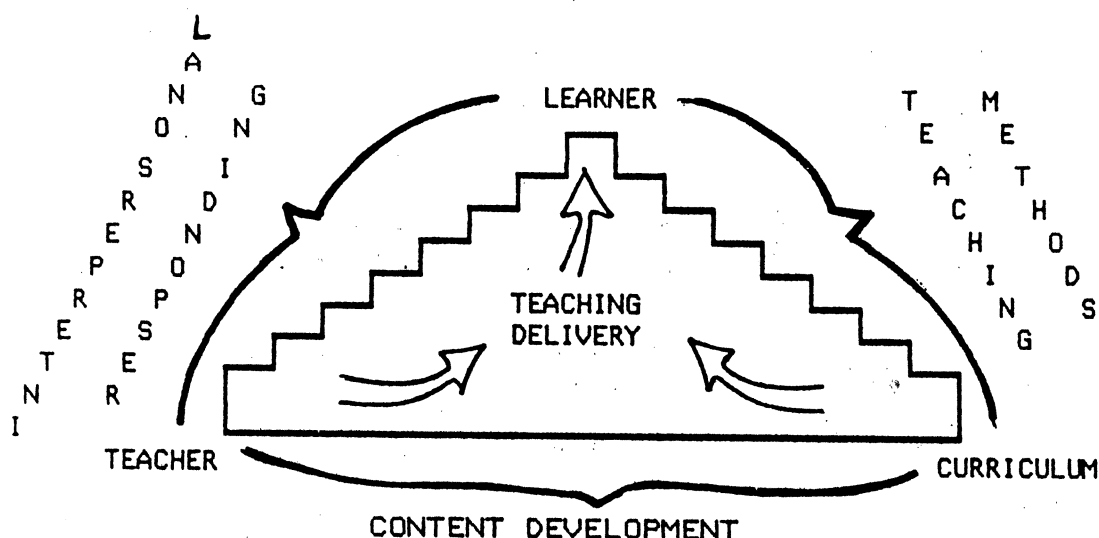 INTERPERSONAL
RESPONDING
LEARNER
TEACHING
METHODS
TEACHING
DELIVERY
TEACHER
CURRICULUM
CONTENT DEVELOPMENT